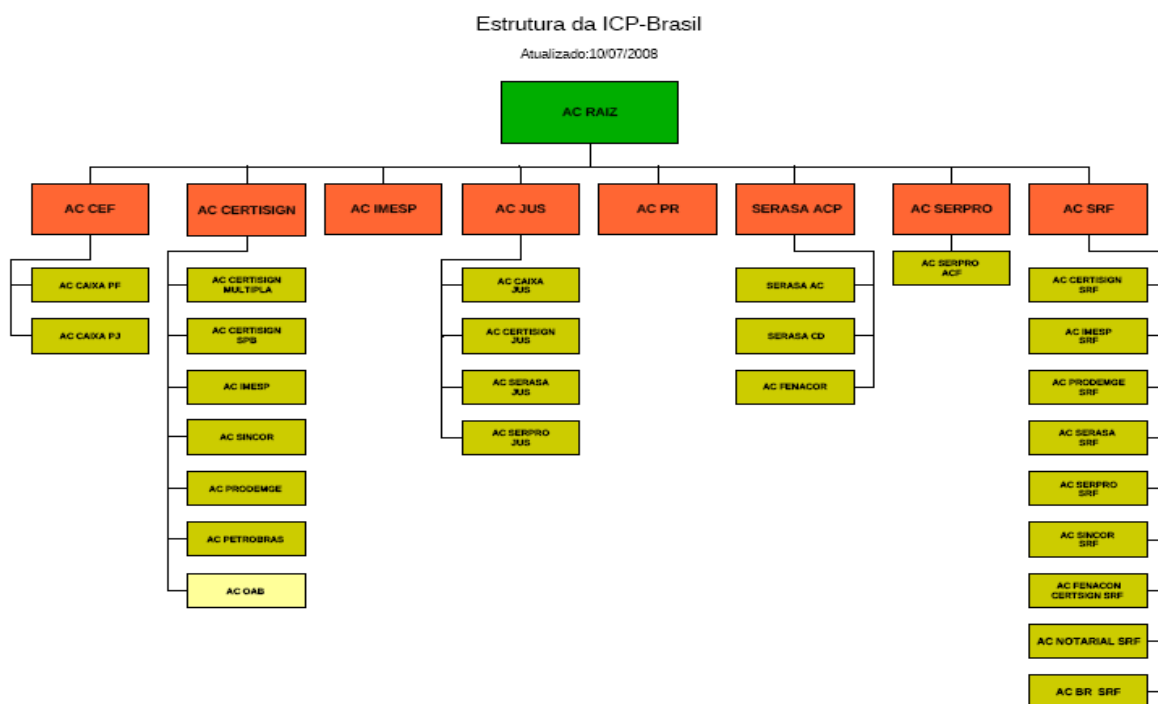 Estrutura da ICP-Brasil
Atualizado:10/07/2008
AC RAIZ
AC CEF
AC CERTISIGN
AC IMESP
AC JUS
AC PR
SERASA ACP
AC SERPRO
AC SRF
AC CAIXA PF
AC CAIXA PJ
AC CERTISIGN
MULTIPLA
AC CERTISIGN
SPB
AC IMESP
AC SINCOR
AC PRODEMGE
AC PETROBRAS
AC OAB
AC CAIXA
JUS
AC CERTISIGN
JUS
AC SERASA
JUS
AC SERPRO
JUS
SERASA AC
SERASA CD
AC FENACOR
AC SERPRO
ACF
AC CERTISIGN
SRF
AC IMESP
SRF
AC PRODEMGE
SRF
AC SERASA
SRF
AC SERPRO
SRF
AC SINCOR
SRF
AC FENACON
CERTSIGN SRF
AC NOTARIAL SRF
AC BR SRF